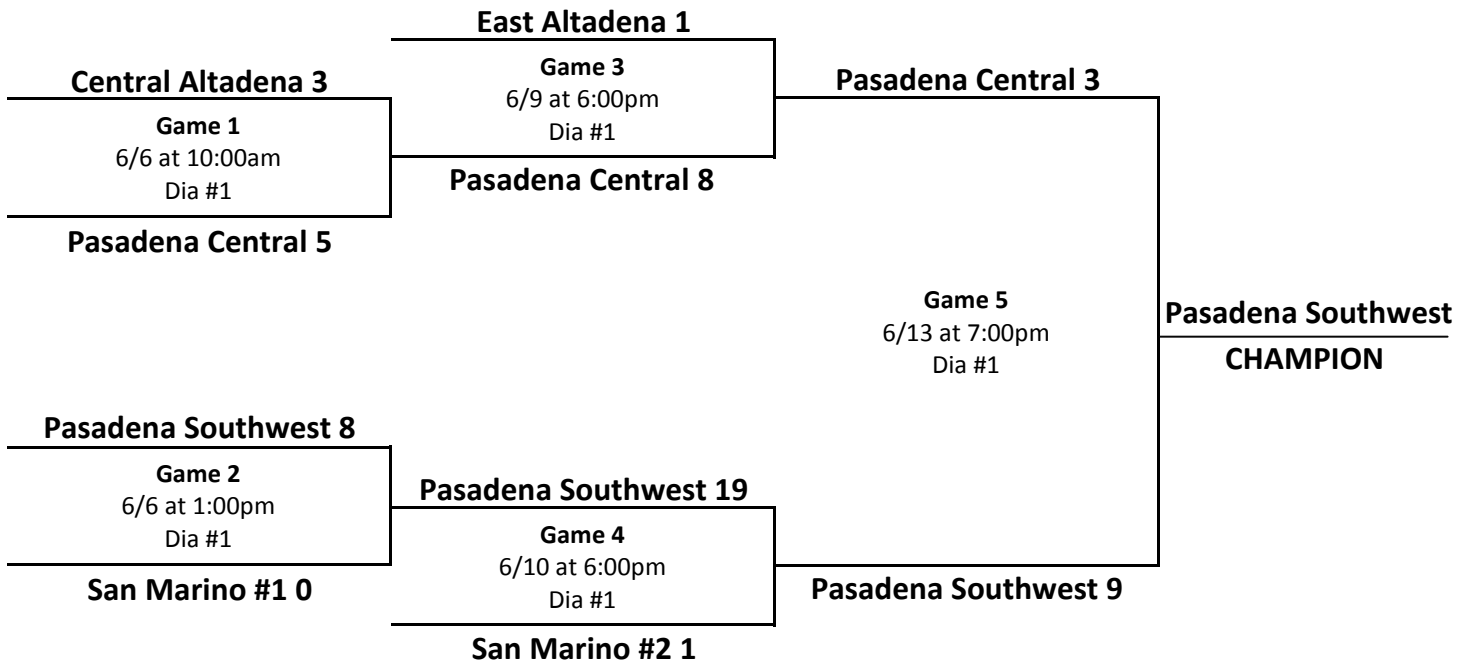 East Altadena 1
Central Altadena 3
Game 3
6/9 at 6:00pm
Dia #1
Pasadena Central 3
Game 1
6/6 at 10:00am
Dia #1
Pasadena Central 8
Pasadena Central 5
Game 5
6/13 at 7:00pm
Dia #1
Pasadena Southwest
CHAMPION
Pasadena Southwest 8
Game 2
6/6 at 1:00pm
Dia #1
Pasadena Southwest 19
San Marino #1 0
Game 4
6/10 at 6:00pm
Dia #1
Pasadena Southwest 9
San Marino #2 1